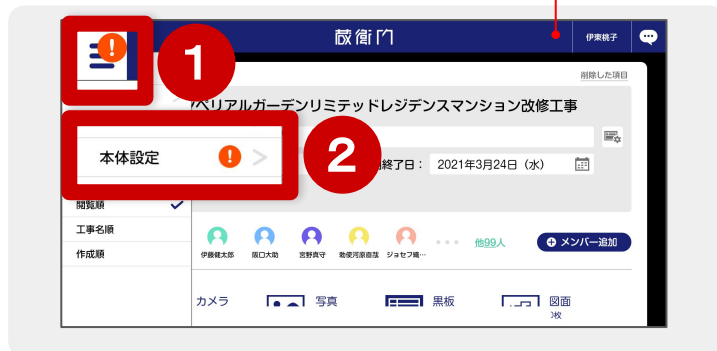 蔵衛門
伊東桃子
1
削除した項目
ペリアルガーデンリミテッドレジデンスマンション改修工事
本体設定
2
終了日： 2021年3月24日（水）
閲覧順
工事名順
作成順
伊藤健太郎
阪口大助
宮野真守
勅使河原直哉
ジョセフ織…
他99人
メンバー追加
カメラ
写真
黒板
図面
枚